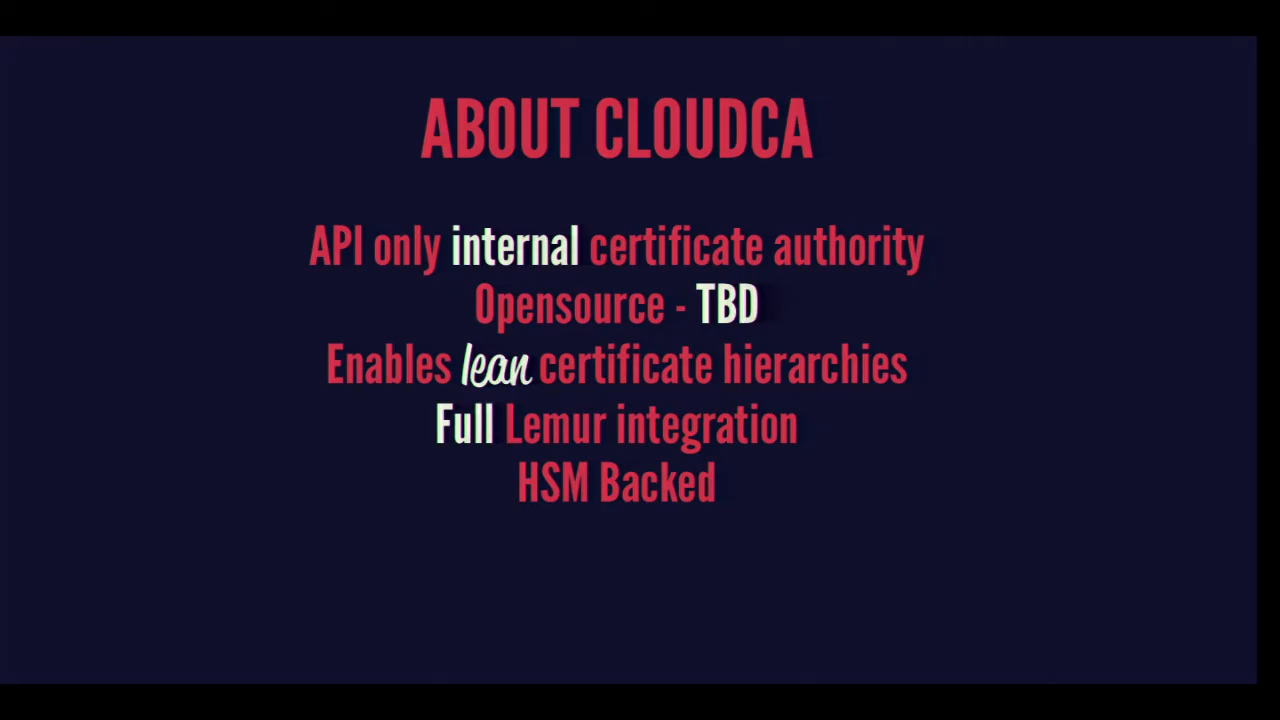 ABOUT CLOUDCA
API only internal certificate authority
Opensource - TBD
Enables lean certificate hierarchies
Full Lemur integration
HSM Backed